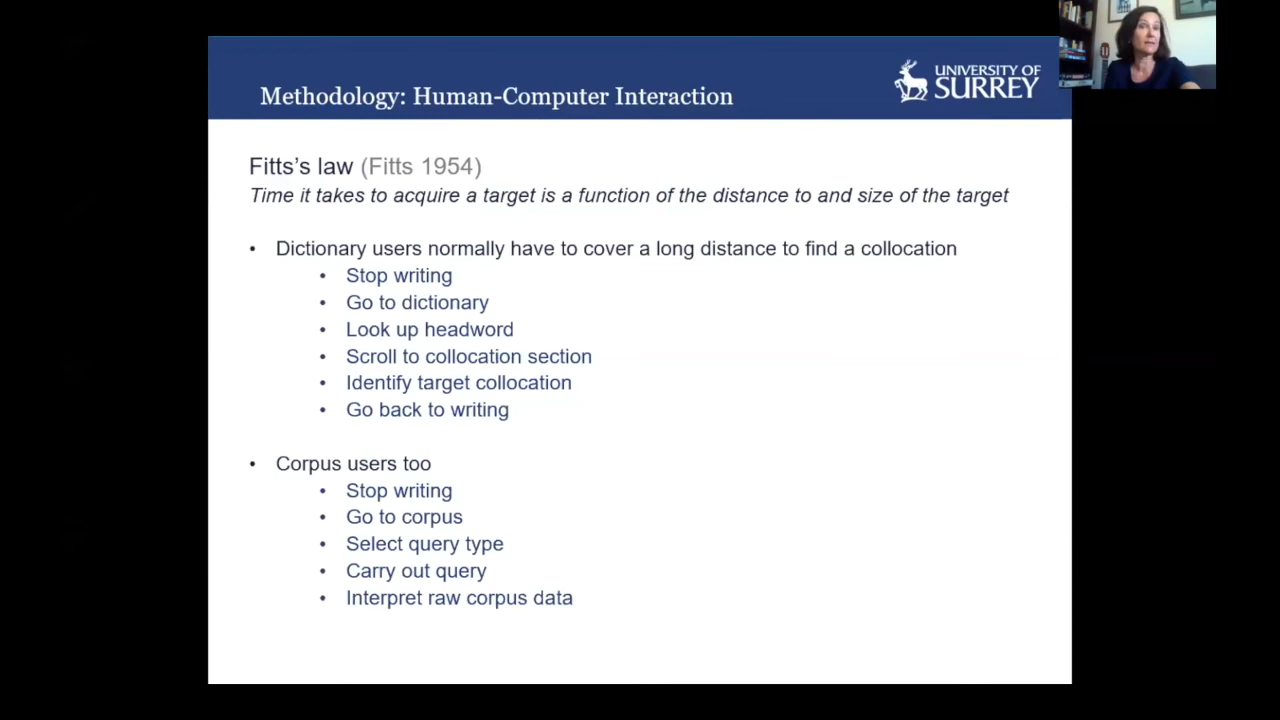 Methodology: Human-Computer Interaction
UNIVERSITY OF
SURREY
Fitts's law (Fitts 1954)
Time it takes to acquire a target is a function of the distance to and size of the target
• Dictionary users normally have to cover a long distance to find a collocation
• Stop writing
• Go to dictionary
• Look up headword
• Scroll to collocation section
• Identify target collocation
• Go back to writing
• Corpus users too
• Stop writing
• Go to corpus
• Select query type
• Carry out query
• Interpret raw corpus data